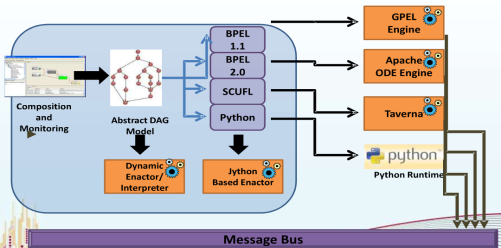 Composition
and
Monitoring
Abstract DAG
Model
BPEL
1.1
BPEL
2.0
SCUFL
Python
Dynamic
Enactor/
Interpreter
Jython
Based Enactor
GPEL
Engine
Apache
ODE Engine
Taverna
python
Python Runtime
Message Bus